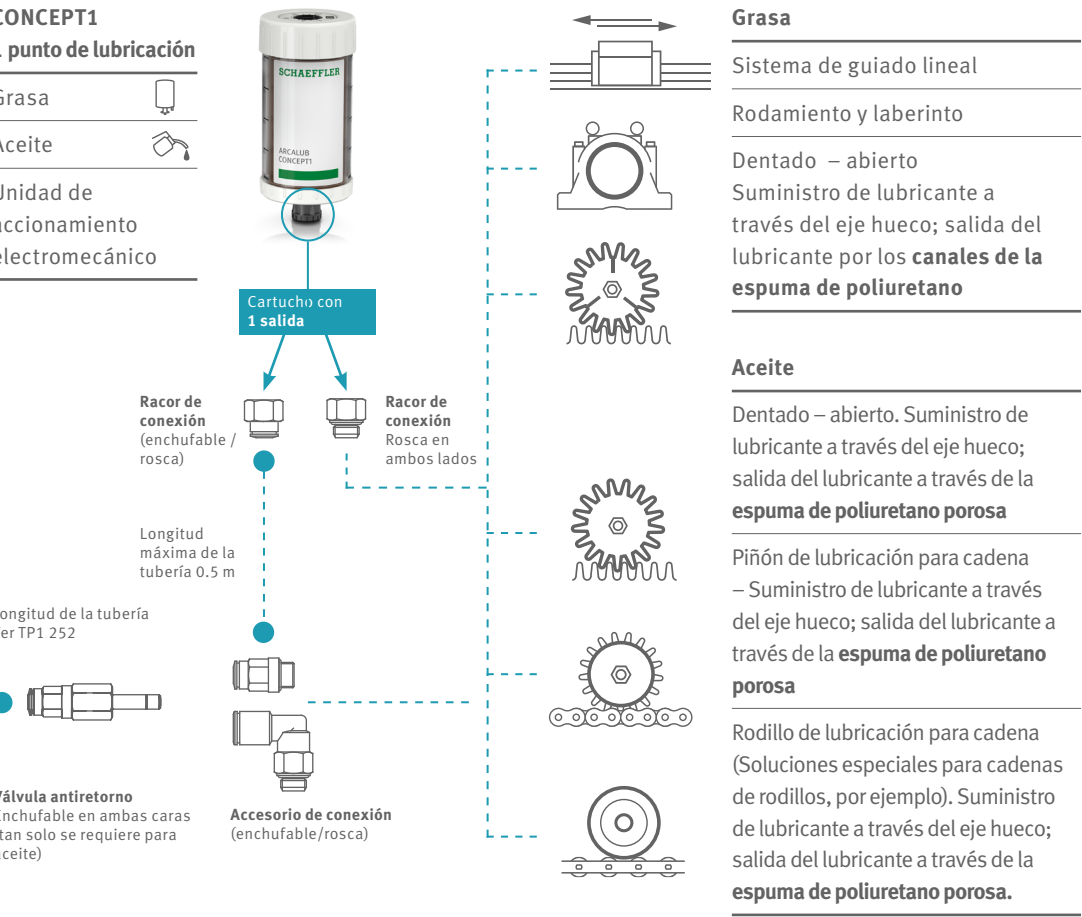 CONCEPT1
1 punto de lubricación
Grasa
Aceite
Unidad de
accionamiento
electromecánico
SCHAEFFLER
ARCALUB
CONCEPT1
Cartucho con
1 salida
Racor de
conexión
(enchufable /
rosca)
Racor de
conexión
Rosca en
ambos lados
Longitud
máxima de la
tubería 0.5 m
Longitud de la tubería
Ver TP1 252
Válvula antiretorno
Enchufable en ambas caras
(tan solo se requiere para
aceite)
Accesorio de conexión
(enchufable/rosca)
Grasa
Sistema de guiado lineal
Rodamiento y laberinto
Dentado – abierto
Suministro de lubricante a
través del eje hueco; salida del
lubricante por los canales de la
espuma de poliuretano
Aceite
Dentado – abierto. Suministro de
lubricante a través del eje hueco;
salida del lubricante a través de la
espuma de poliuretano porosa
Piñón de lubricación para cadena
– Suministro de lubricante a través
del eje hueco; salida del lubricante a
través de la espuma de poliuretano
porosa
Rodillo de lubricación para cadena
(Soluciones especiales para cadenas
de rodillos, por ejemplo). Suministro
de lubricante a través del eje hueco;
salida del lubricante a través de la
espuma de poliuretano porosa.